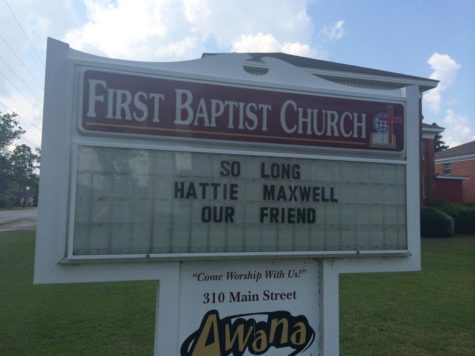 FIRST BAPTIST CHURCH
SO LONG
HATTIE MAXWELL
OUR FRIEND
"Come Worship With Us!"
310 Main Street
Awana